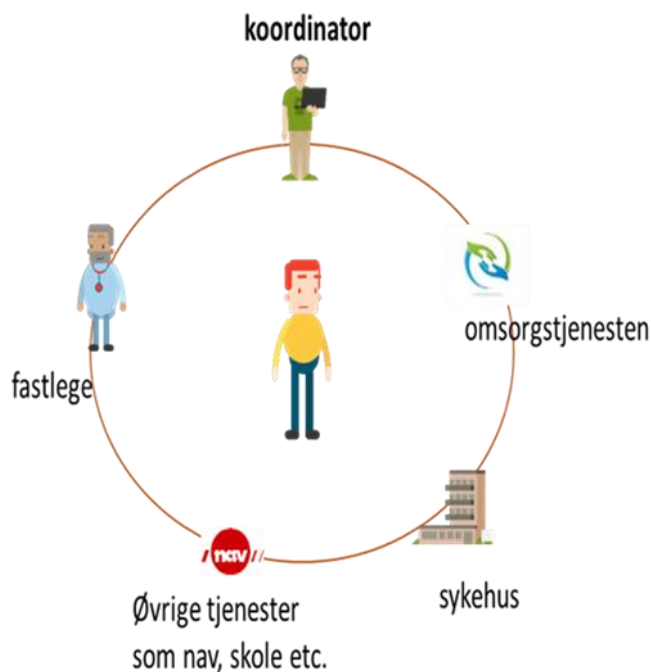 koordinator
omsorgstjenesten
fastlege
nav
sykehus
Øvrige tjenester
som nav, skole etc.